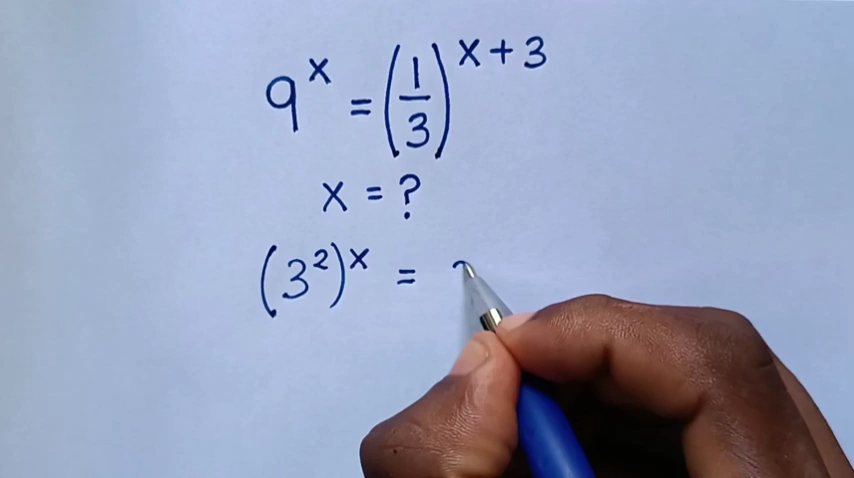 9^x = (1/3)^(x+3)
x = ?
(3^2)^x =